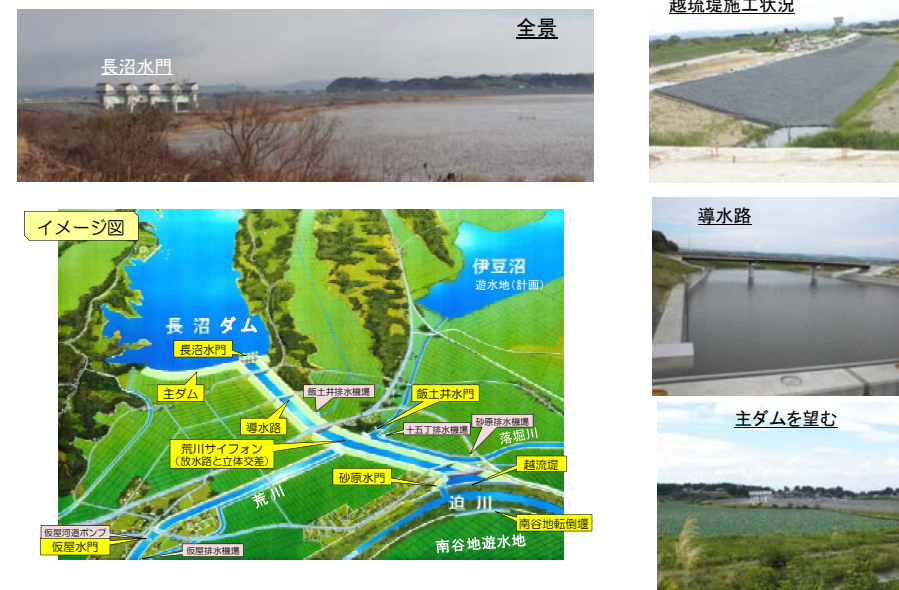 全景
長沼水門
越琉堤施工状況
イメージ図
伊豆沼
遊水地(計画)
長沼ダム
長沼水門
主ダム
飯土井排水機場
飯土井水門
導水路
十五丁排水機場
砂原排水機場
落堀川
荒川サイフォン
(放水路と立体交差)
越流堤
砂原水門
荒川
迫川
南谷地転倒堰
仮屋河道ポンプ
仮屋水門
仮屋排水機場
南谷地遊水地
導水路
主ダムを望む